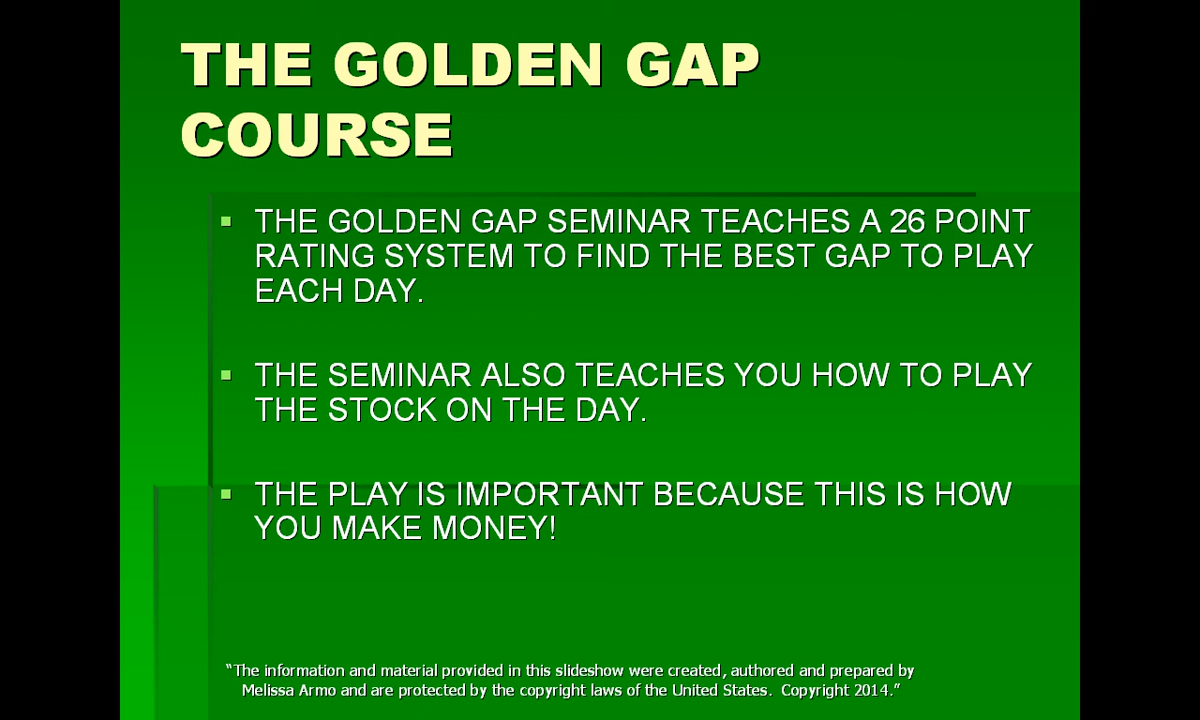 THE GOLDEN GAP
COURSE
THE GOLDEN GAP SEMINAR TEACHES A 26 POINT
RATING SYSTEM TO FIND THE BEST GAP TO PLAY
EACH DAY.
THE SEMINAR ALSO TEACHES YOU HOW TO PLAY
THE STOCK ON THE DAY.
THE PLAY IS IMPORTANT BECAUSE THIS IS HOW
YOU MAKE MONEY!
“The information and material provided in this slideshow were created, authored and prepared by
Melissa Armo and are protected by the copyright laws of the United States. Copyright 2014.”